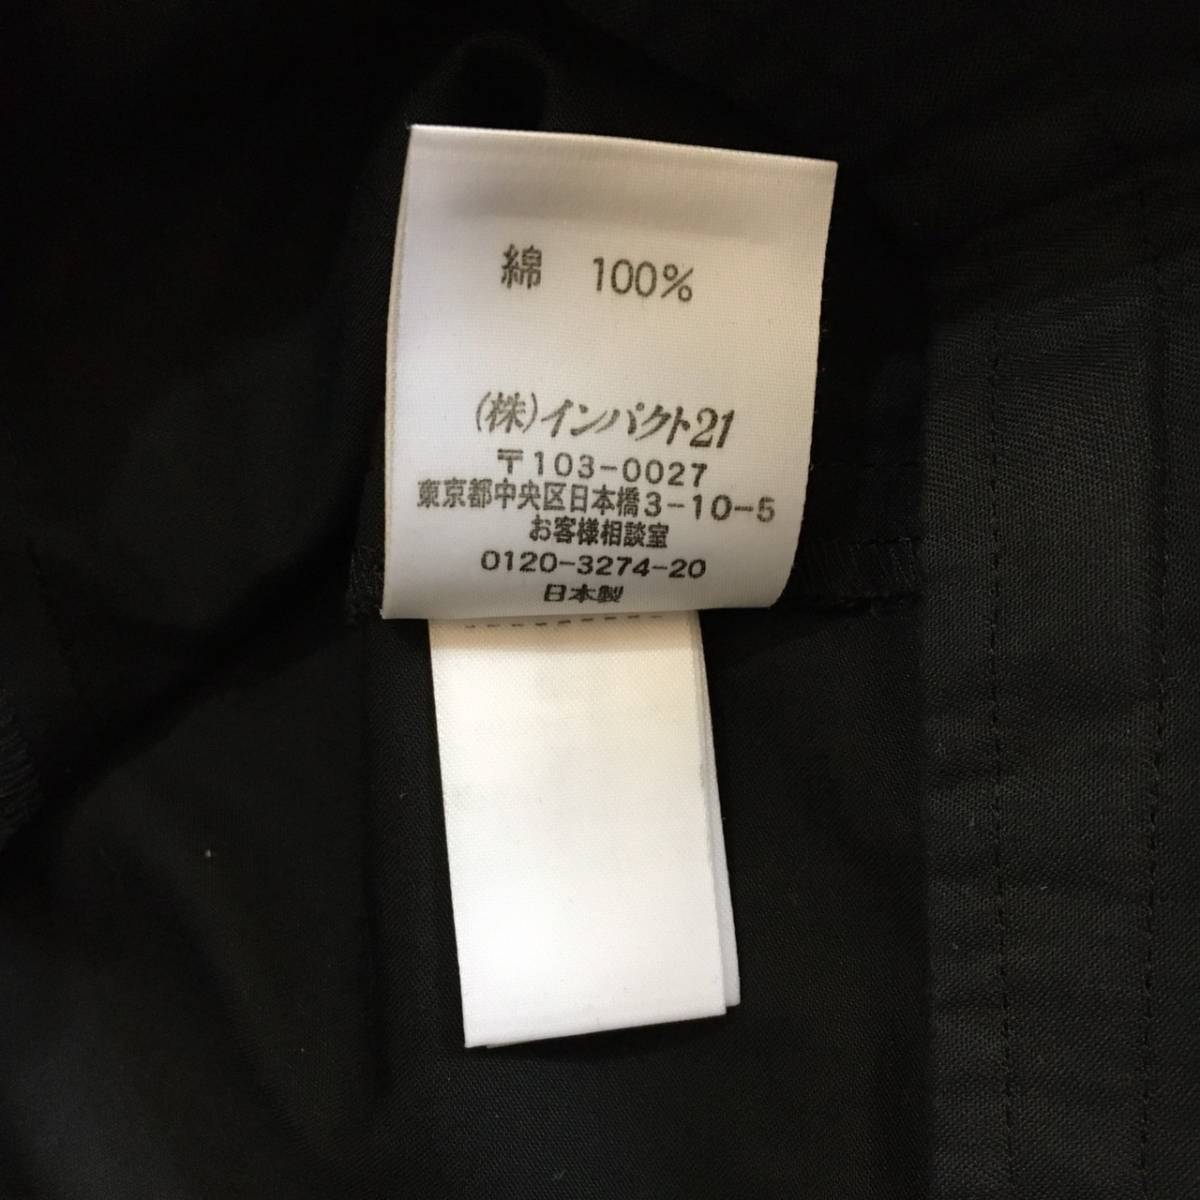 綿　100%
(株)インパクト21
〒103-0027
東京都中央区日本橋3-10-5
お客様相談室
0120-3274-20
日本製